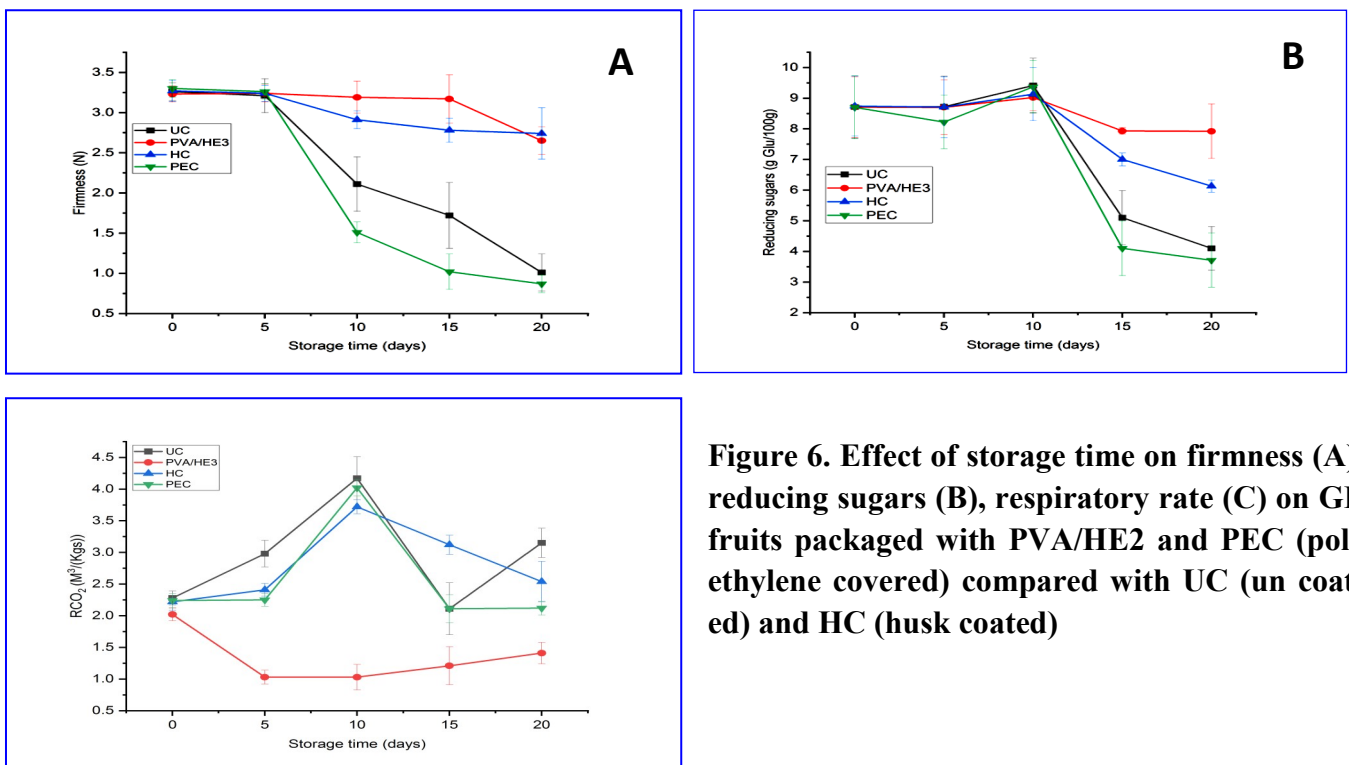 A
3.5
3.0
2.5
2.0
1.5
1.0
0.5
Firmness (N)
UC
PVA/HE3
HC
PEC
0 5 10 15 20
Storage time (days)
B
10
9
8
7
6
5
4
3
2
Reducing sugars (g Glu/100g)
UC
PVA/HE3
HC
PEC
0 5 10 15 20
Storage time (days)
4.5
4.0
3.5
3.0
2.5
2.0
1.5
1.0
0.5
RCO₂ (M³/(Kgs))
UC
PVA/HE3
HC
PEC
0 5 10 15 20
Storage time (days)
Figure 6. Effect of storage time on firmness (A)
reducing sugars (B), respiratory rate (C) on
fruits packaged with PVA/HE2 and PEC (pol
ethylene covered) compared with UC (un coat
ed) and HC (husk coated)